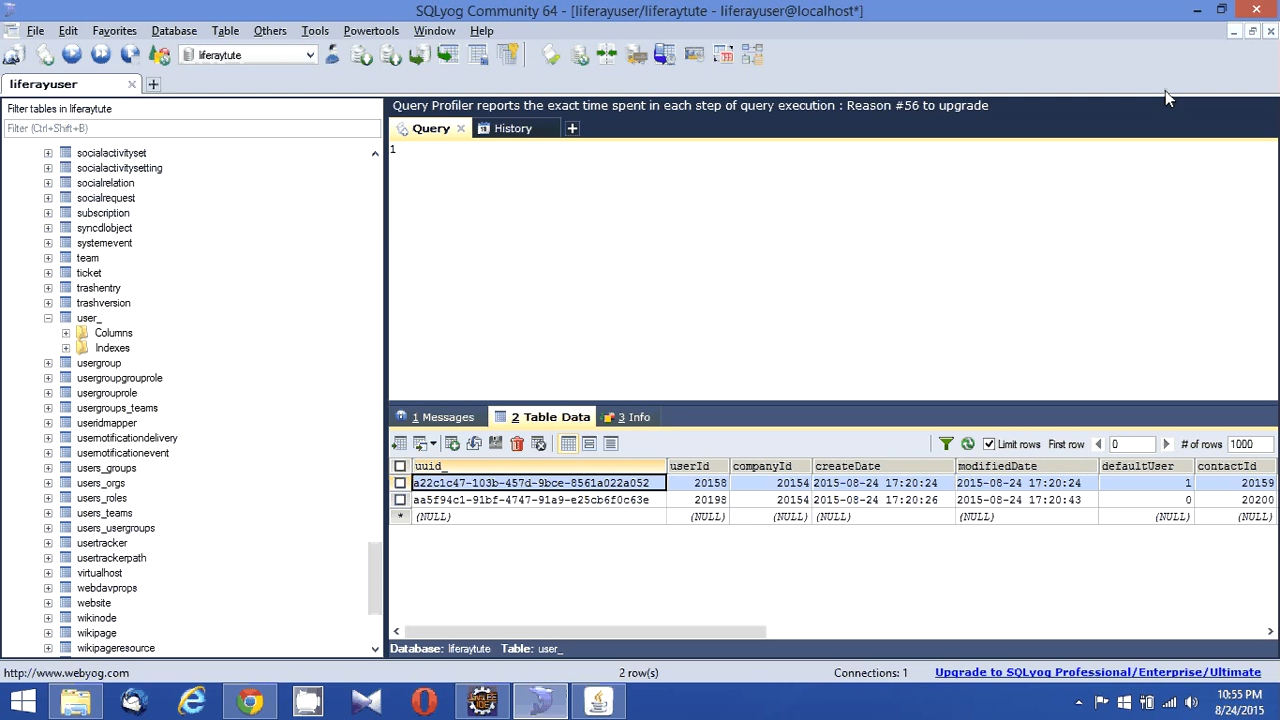 SQLyog Community 64 - [liferayuser/liferaytute - liferayuser@localhost*]
File Edit Favorites Database Table Others Tools Powertools Window Help
liferaytute
liferayuser
Filter tables in liferaytute
Filter (Ctrl+Shift+B)
socialactivityset
socialactivitysetting
socialrelation
socialrequest
subscription
syncdlobject
systemevent
team
ticket
trashentry
trashversion
user_
Columns
Indexes
usergroup
usergroupgrouprole
usergrouprole
usergroups_teams
useridmapper
usernotificationdelivery
usernotificationevent
users_groups
users_orgs
users_roles
users_teams
users_usergroups
usertracker
usertrackerpath
virtualhost
webdavprops
website
wikinode
wikipage
wikipageresource
Query Profiler reports the exact time spent in each step of query execution : Reason #56 to upgrade
Query History
1
1 Messages 2 Table Data 3 Info
Limit rows First row 0 # of rows 1000
uuid_ userId companyId createDate modifiedDate defaultUser contactId
a22c1c47-103b-457d-9bce-8561a022a052 20158 20154 2015-08-24 17:20:24 2015-08-24 17:20:24 1 20159
aa5f94c1-91bf-4747-91a9-e25cb6f0c63e 20198 20154 2015-08-24 17:20:26 2015-08-24 17:20:43 0 20200
* (NULL) (NULL) (NULL) (NULL) (NULL) (NULL) (NULL)
Database: liferaytute Table: user_
http://www.webyog.com 2 row(s) Connections: 1 Upgrade to SQLyog Professional/Enterprise/Ultimate
10:55 PM
8/24/2015